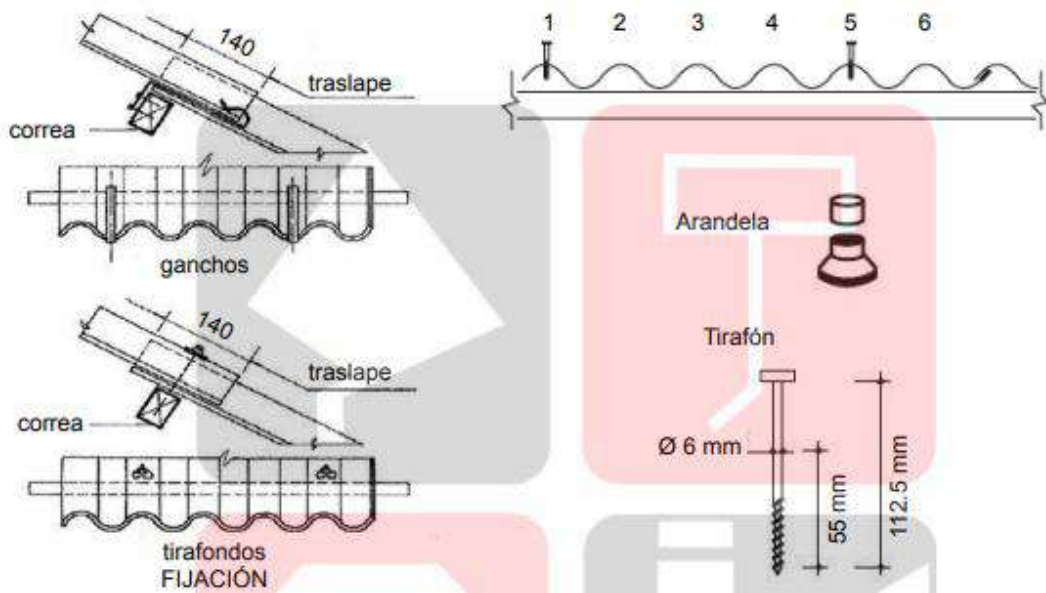 140
traslape
correa
ganchos
140
traslape
correa
tirafondos
FIJACIÓN
1 2 3 4 5 6
Arandela
Tirafón
Ø 6 mm
55 mm
112.5 mm